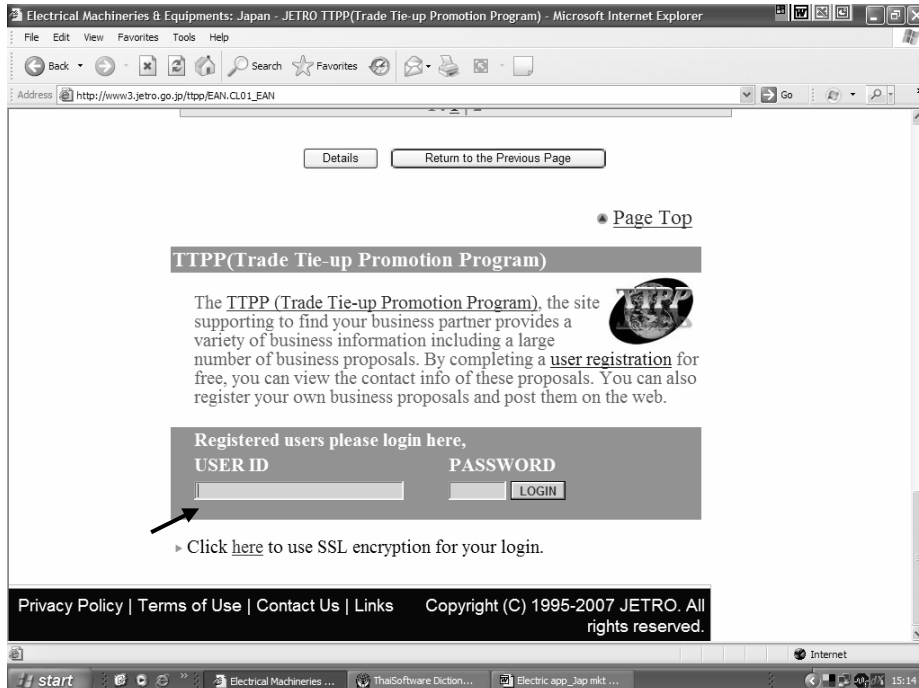 Electrical Machineries & Equipments: Japan - JETRO TTPP(Trade Tie-up Promotion Program) - Microsoft Internet Explorer
File Edit View Favorites Tools Help
Back Search Favorites
Address http://www3.jetro.go.jp/ttpp/EAN.CL01_EAN Go
Details Return to the Previous Page
Page Top
TTPP(Trade Tie-up Promotion Program)
TTPP
The TTPP (Trade Tie-up Promotion Program), the site
supporting to find your business partner provides a
variety of business information including a large
number of business proposals. By completing a user registration for
free, you can view the contact info of these proposals. You can also
register your own business proposals and post them on the web.
Registered users please login here,
USER ID PASSWORD
LOGIN
Click here to use SSL encryption for your login.
Privacy Policy | Terms of Use | Contact Us | Links Copyright (C) 1995-2007 JETRO. All
rights reserved.
Internet
start Electrical Machineries ... ThaiSoftware Diction... Electric app_Jap mkt ... 15:14